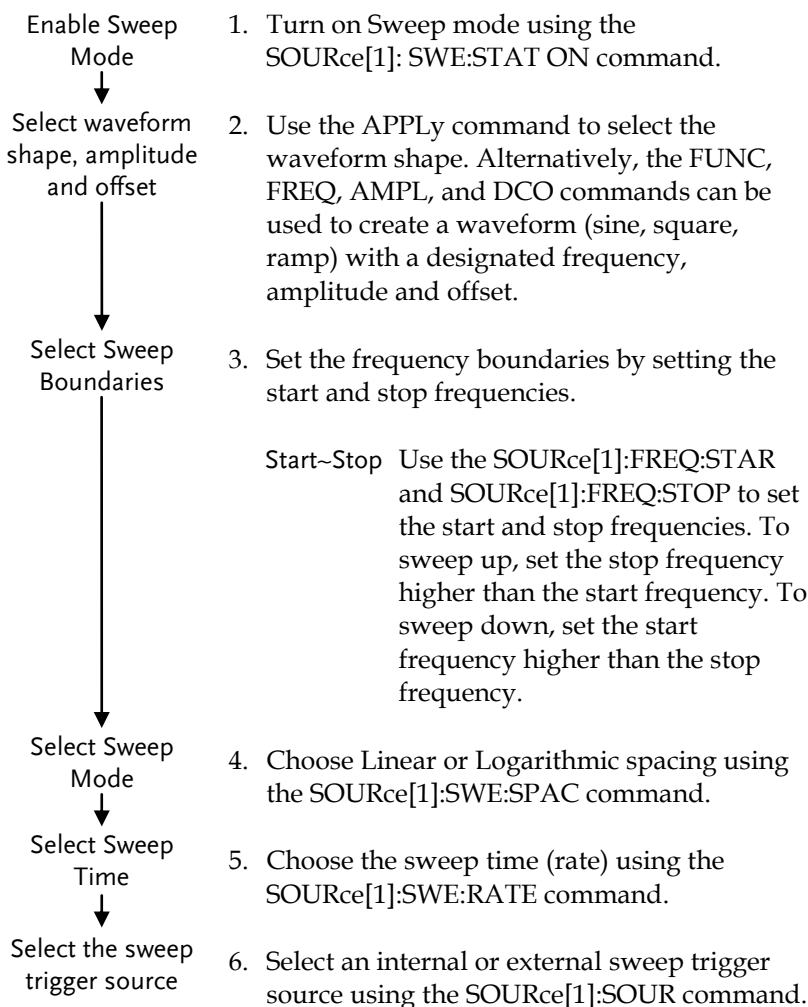 Enable Sweep
Mode
1. Turn on Sweep mode using the
SOURce[1]: SWE:STAT ON command.
Select waveform
shape, amplitude
and offset
2. Use the APPLy command to select the
waveform shape. Alternatively, the FUNC,
FREQ, AMPL, and DCO commands can be
used to create a waveform (sine, square,
ramp) with a designated frequency,
amplitude and offset.
Select Sweep
Boundaries
3. Set the frequency boundaries by setting the
start and stop frequencies.
Start~Stop Use the SOURce[1]:FREQ:STAR
and SOURce[1]:FREQ:STOP to set
the start and stop frequencies. To
sweep up, set the stop frequency
higher than the start frequency. To
sweep down, set the start
frequency higher than the stop
frequency.
Select Sweep
Mode
4. Choose Linear or Logarithmic spacing using
the SOURce[1]:SWE:SPAC command.
Select Sweep
Time
5. Choose the sweep time (rate) using the
SOURce[1]:SWE:RATE command.
Select the sweep
trigger source
6. Select an internal or external sweep trigger
source using the SOURce[1]:SOUR command.